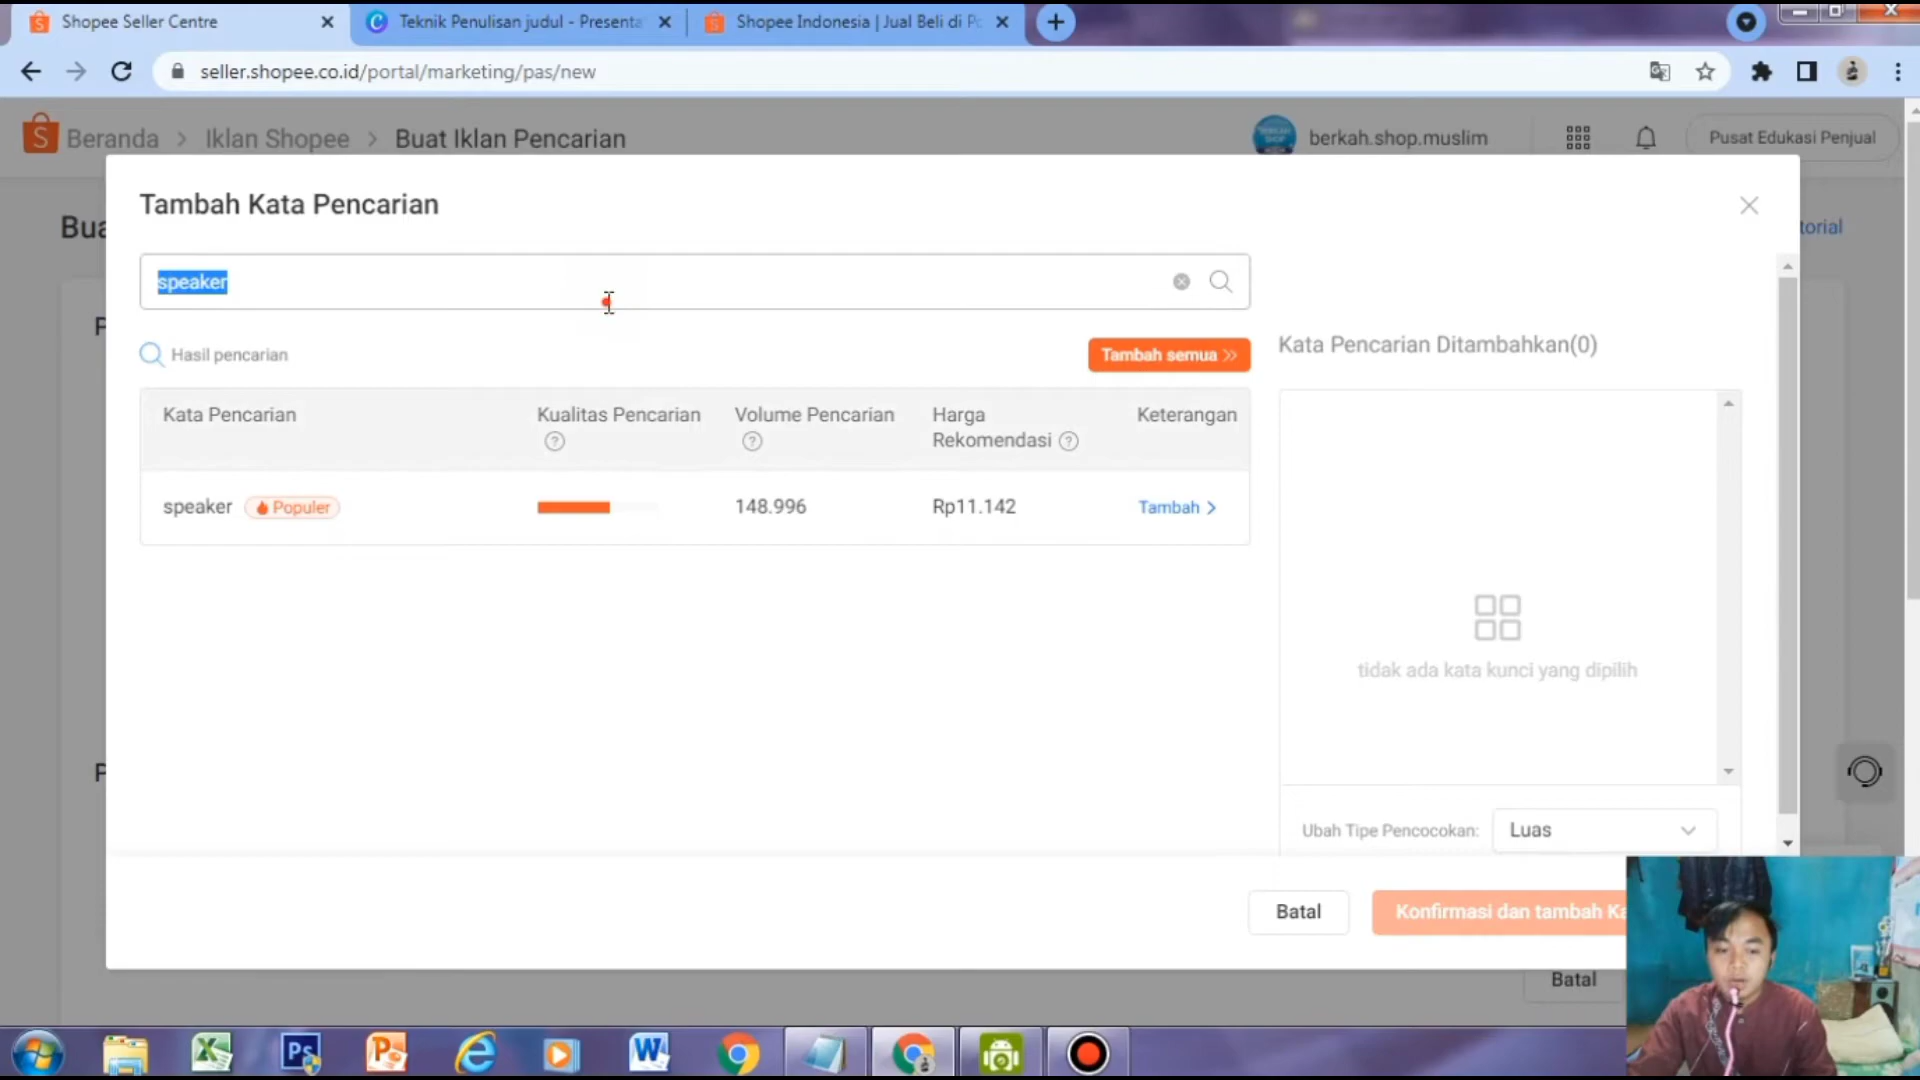 Shopee Seller Centre
Teknik Penulisan judul - Presenta
Shopee Indonesia | Jual Beli di Po
seller.shopee.co.id/portal/marketing/pas/new
Beranda > Iklan Shopee > Buat Iklan Pencarian
berkah.shop.muslim
Pusat Edukasi Penjual
Bua
torial
Tambah Kata Pencarian
speaker
Hasil pencarian
Tambah semua >>
Kata Pencarian Ditambahkan(0)
Kata Pencarian
Kualitas Pencarian
Volume Pencarian
Harga Rekomendasi
Keterangan
speaker
Populer
148.996
Rp11.142
Tambah >
tidak ada kata kunci yang dipilih
Ubah Tipe Pencocokan:
Luas
Batal
Konfirmasi dan tambah Ka
Batal